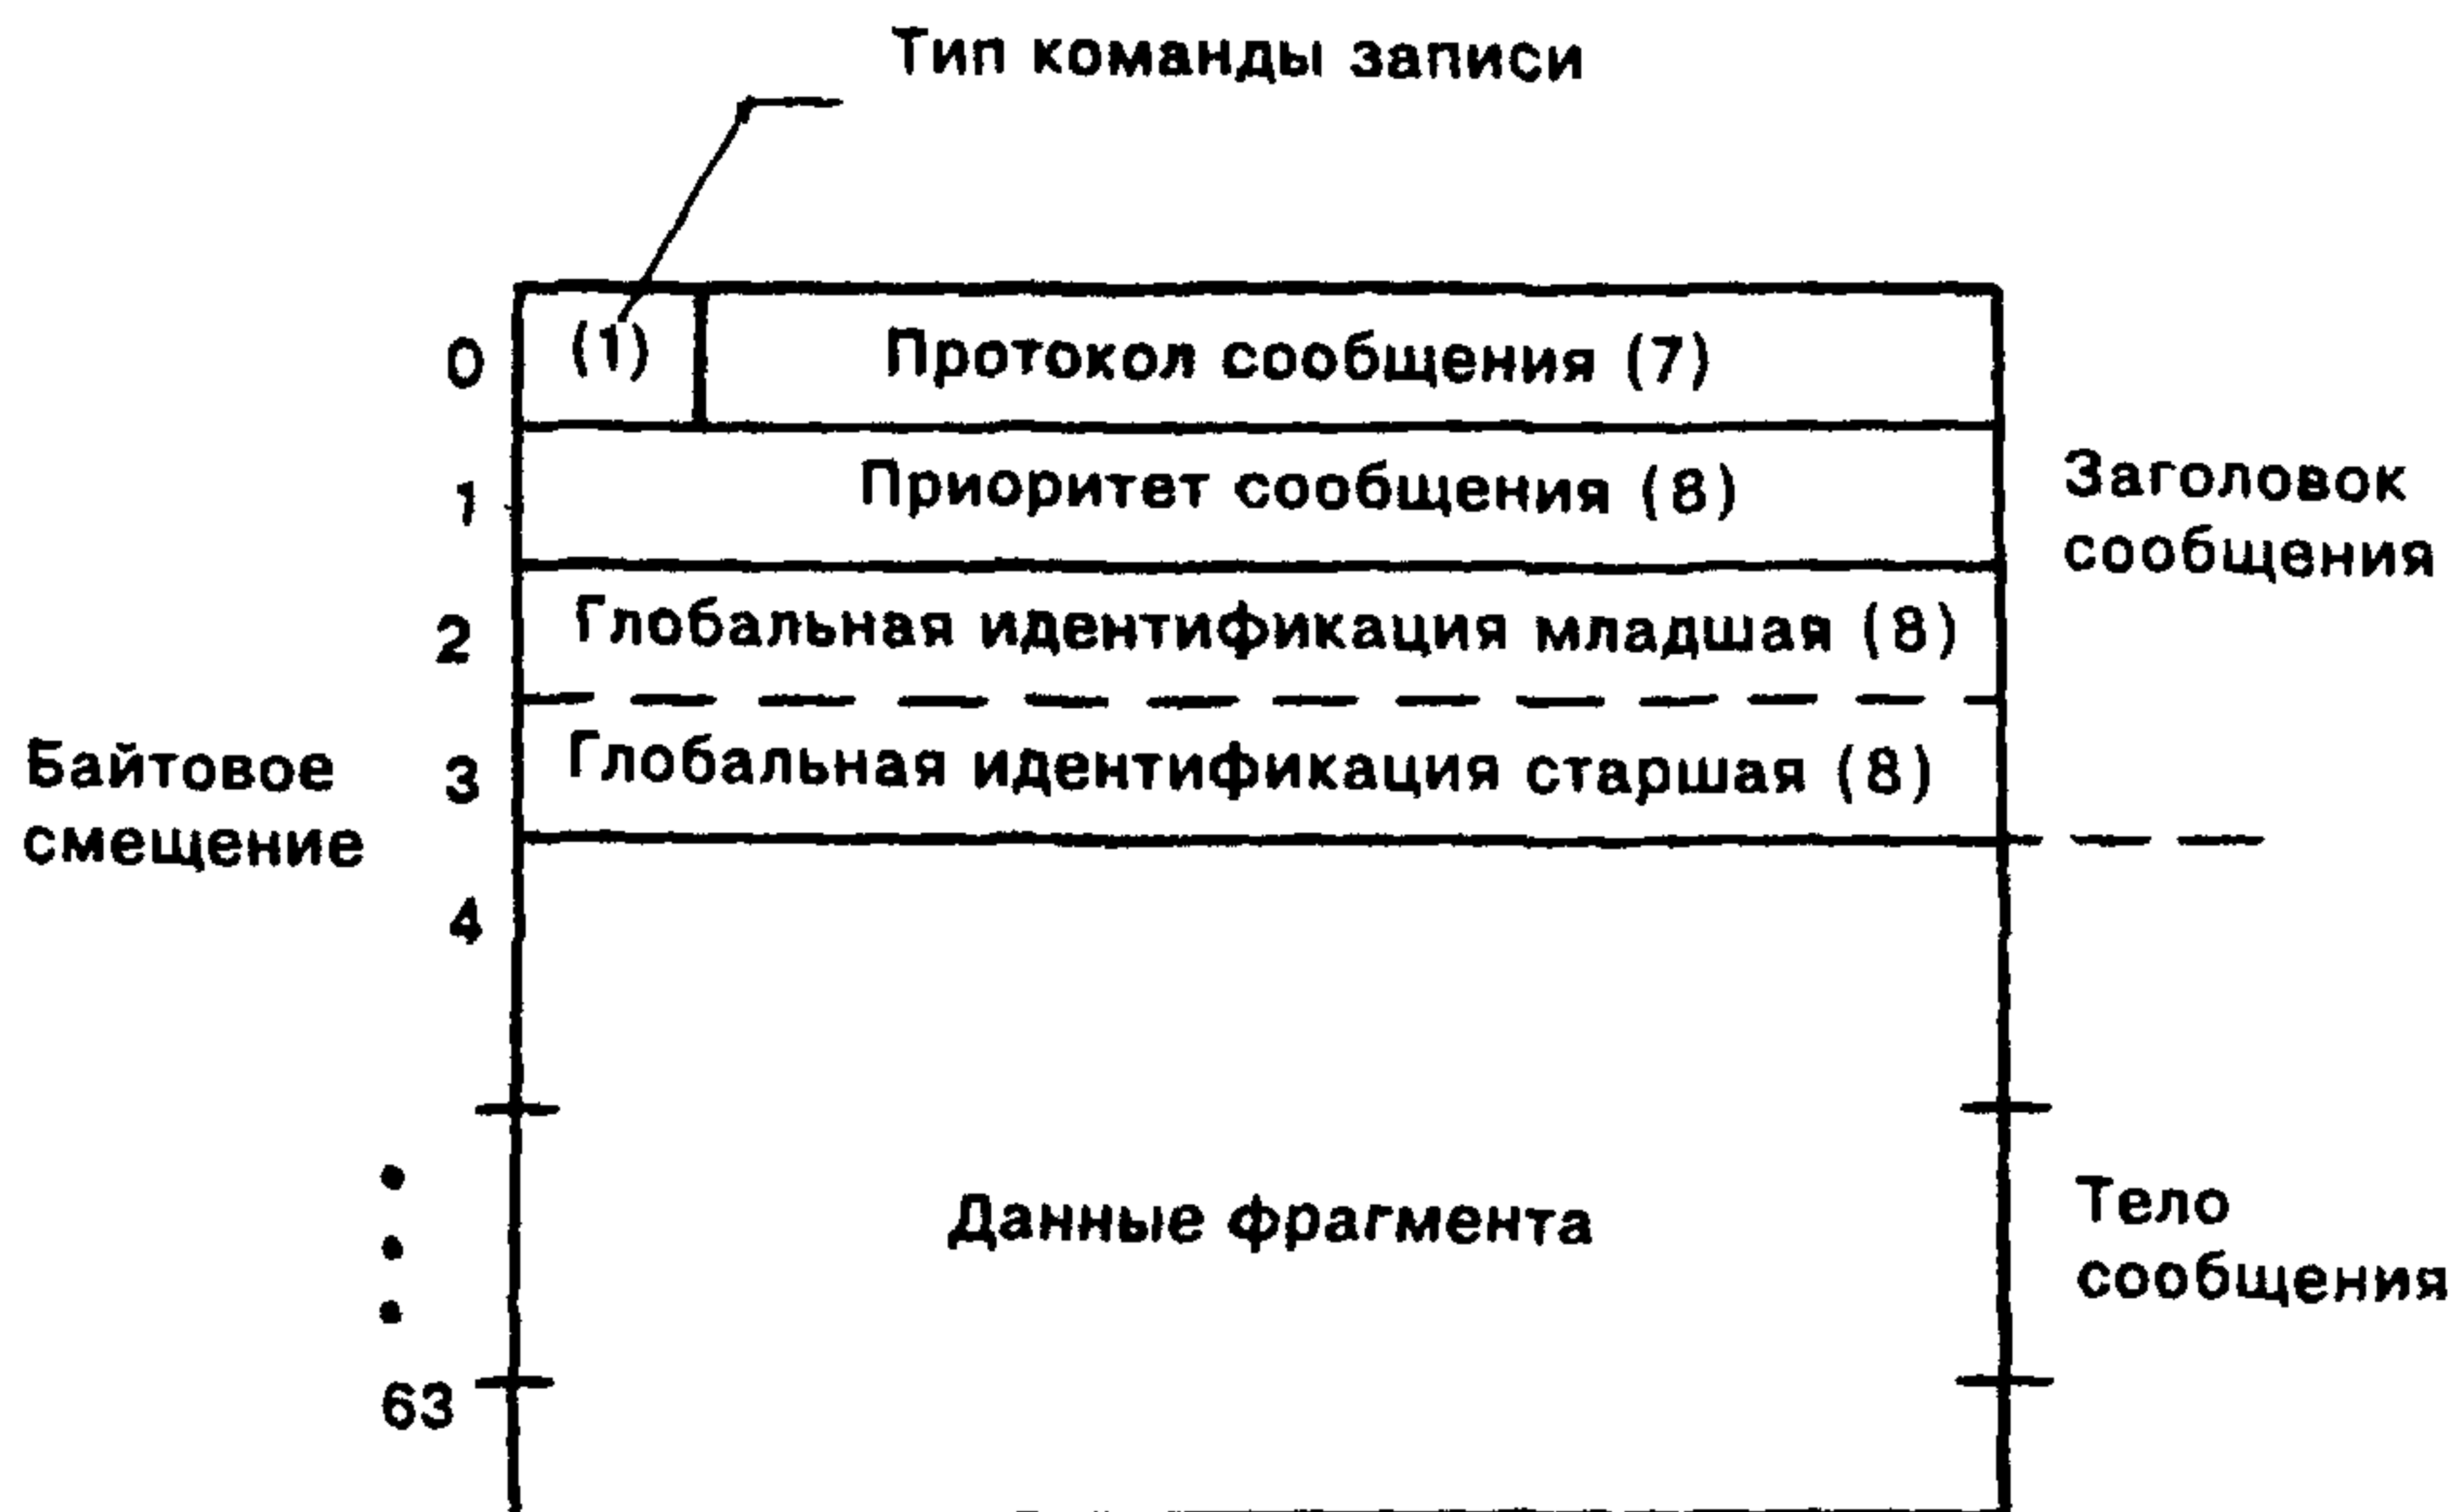 Тип команды записи
0 (1) Протокол сообщения (7)
1 Приоритет сообщения (8)
Заголовок
сообщения
2 Глобальная идентификация младшая (8)
3 Глобальная идентификация старшая (8)
Байтовое
смещение
4
Данные фрагмента
Тело
сообщения
63